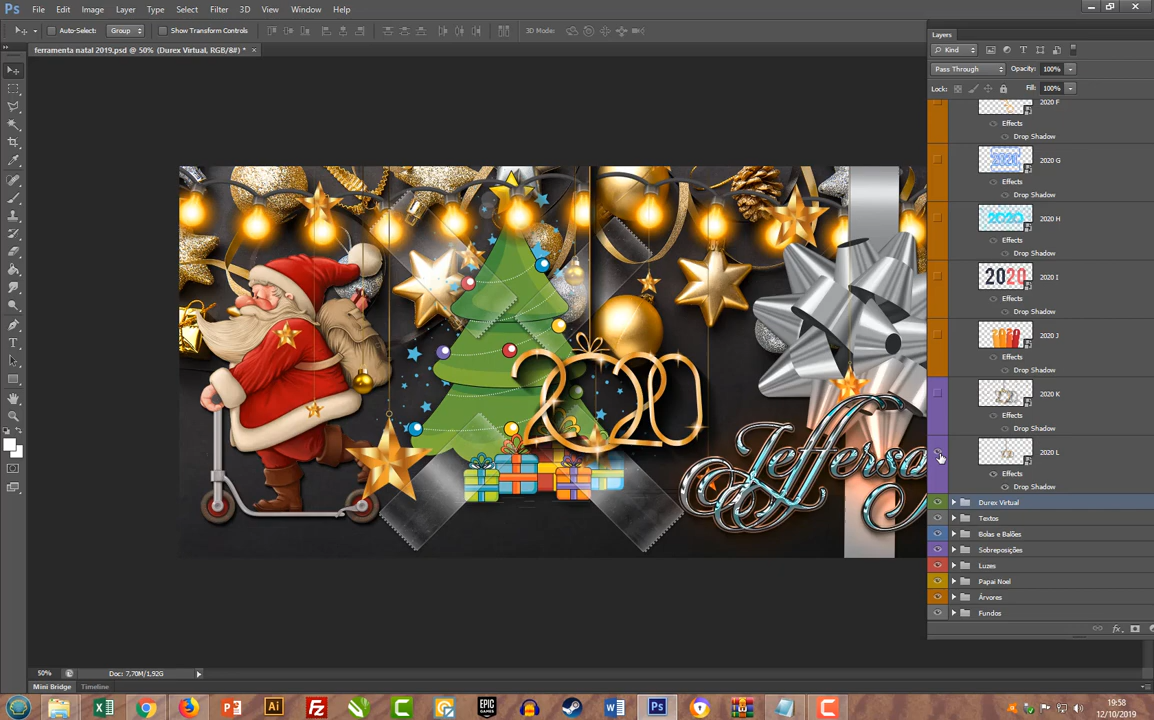 Ps File Edit Image Layer Type Select Filter 3D View Window Help
Auto-Select: Group Show Transform Controls 3D Mode:
ferramenta natal 2019.psd @ 50% (Durex Virtual, RGB/8#) * ×
Layers
Kind
Pass Through Opacity: 100%
Lock: Fill: 100%
2020 F
Effects
Drop Shadow
2020 G
Effects
Drop Shadow
2020 H
Effects
Drop Shadow
2020 I
Effects
Drop Shadow
2020 J
Effects
Drop Shadow
2020 K
Effects
Drop Shadow
2020 L
Effects
Drop Shadow
Durex Virtual
Textos
Bolas e Balões
Sobreposições
Luzes
Papai Noel
Árvores
Fundos
fx
2020
Jefferso
50% Doc: 7,70M/1,92G
Mini Bridge Timeline
19:58
12/10/2019